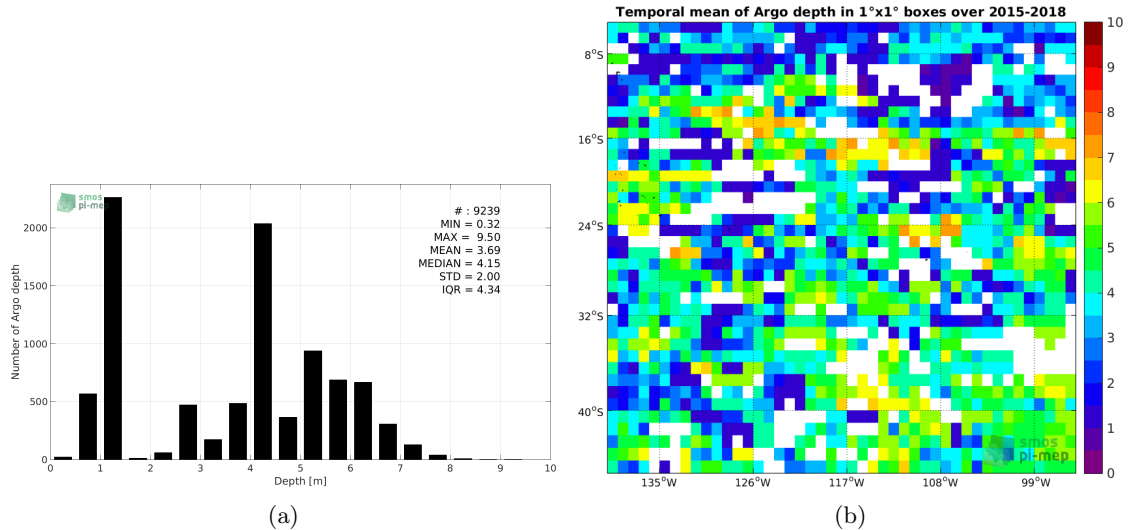 smos
pi-mep
# : 9239
MIN = 0.32
MAX = 9.50
MEAN = 3.69
MEDIAN = 4.15
STD = 2.00
IQR = 4.34
Number of Argo depth
2000
1500
1000
500
0
0 1 2 3 4 5 6 7 8 9 10
Depth [m]
(a)
Temporal mean of Argo depth in 1°x1° boxes over 2015-2018
8°S
16°S
24°S
32°S
40°S
135°W 126°W 117°W 108°W 99°W
smos
pi-mep
10
9
8
7
6
5
4
3
2
1
0
(b)